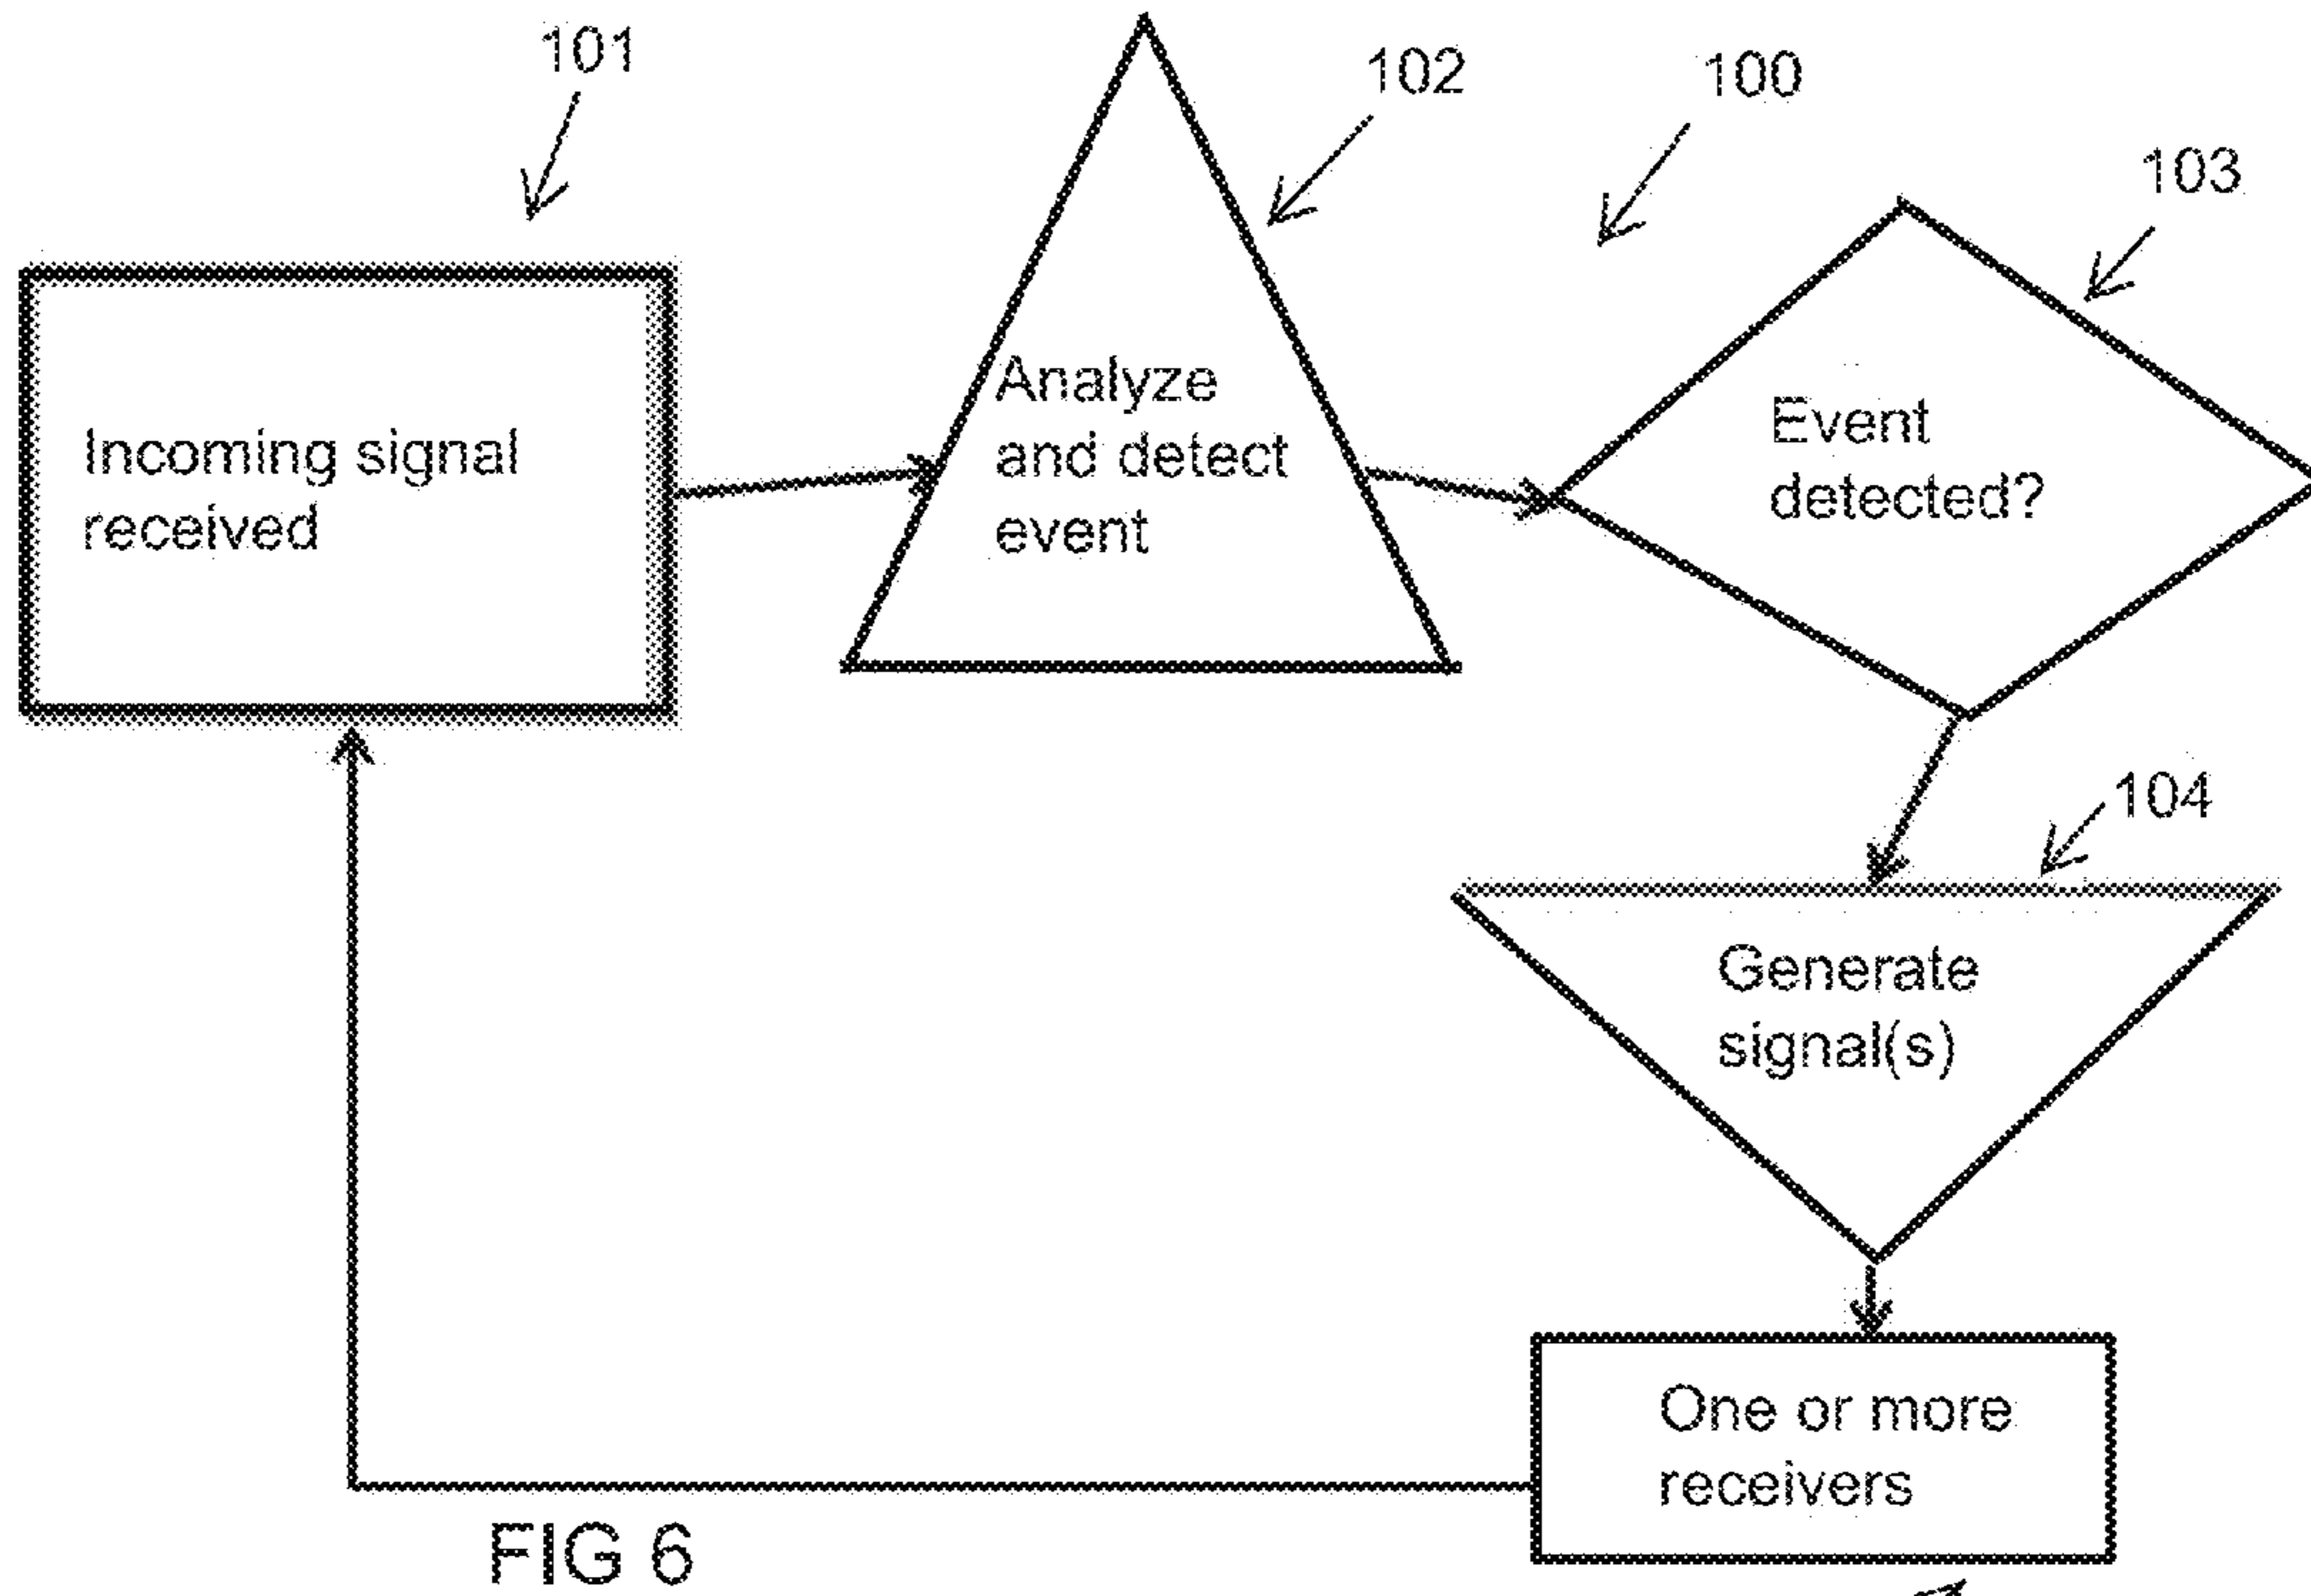 101
102
100
103
Incoming signal
received
Analyze
and detect
event
Event
detected?
104
Generate
signal(s)
One or more
receivers
FIG 6